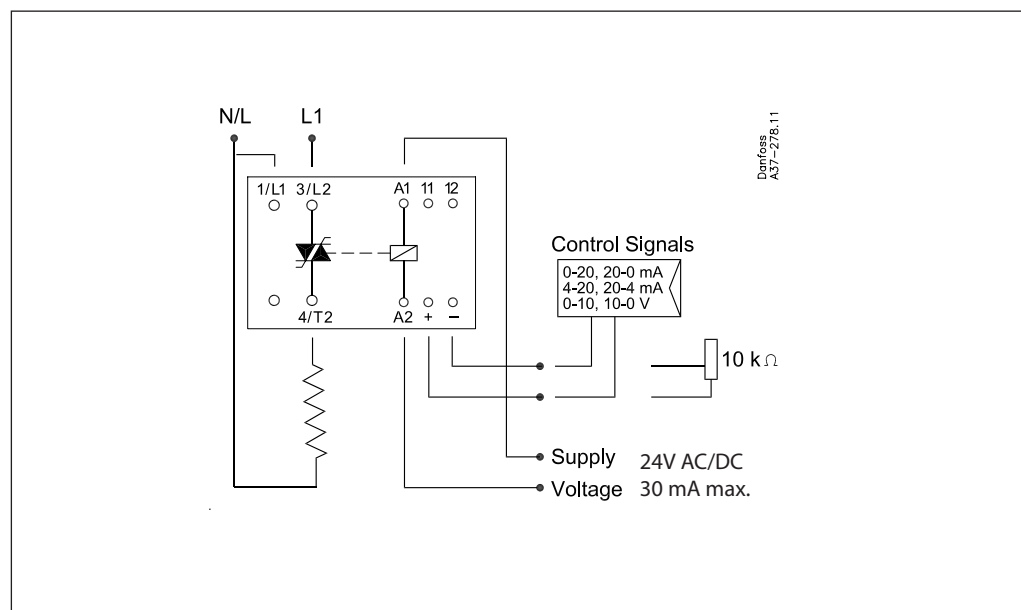 N/L L1
Danfoss
A37-278.11
1/L1 3/L2 A1 11 12
Control Signals
0-20, 20-0 mA
4-20, 20-4 mA
0-10, 10-0 V
4/T2 A2 + −
10 kΩ
Supply 24V AC/DC
Voltage 30 mA max.